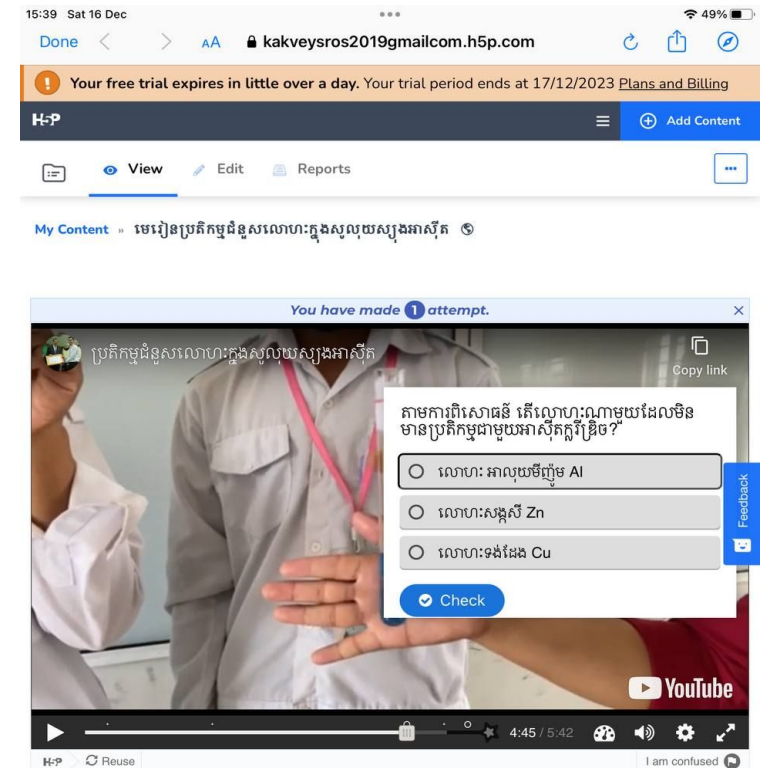 15:39 Sat 16 Dec
49%
Done
AA kakveysros2019gmailcom.h5p.com
Your free trial expires in little over a day. Your trial period ends at 17/12/2023 Plans and Billing
H5P
Add Content
View Edit Reports
My Content » មេរៀនប្រតិកម្មជំនួសលោហៈក្នុងសូលុយស្យុងអាស៊ីត
You have made 1 attempt.
ប្រតិកម្មជំនួសលោហៈក្នុងសូលុយស្យុងអាស៊ីត
Copy link
តាមការពិសោធន៍ តើលោហៈណាមួយដែលមិន
មានប្រតិកម្មជាមួយអាស៊ីតក្លរីឌ្រិច?
លោហៈ អាលុយមីញ៉ូម Al
លោហៈសង្កសី Zn
លោហៈទង់ដែង Cu
Check
Feedback
YouTube
4:45 / 5:42
H5P Reuse
I am confused